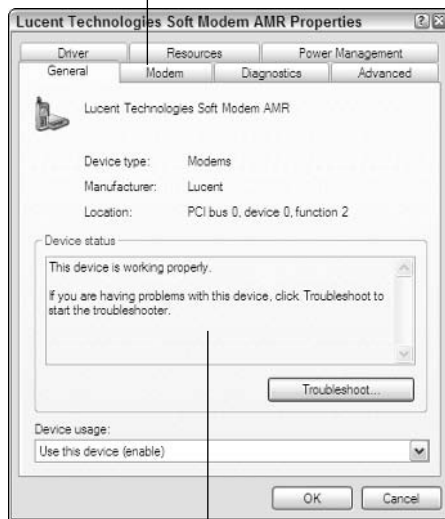 Lucent Technologies Soft Modem AMR Properties
Driver Resources Power Management
General Modem Diagnostics Advanced
Lucent Technologies Soft Modem AMR
Device type: Modems
Manufacturer: Lucent
Location: PCI bus 0, device 0, function 2
Device status
This device is working properly.
If you are having problems with this device, click Troubleshoot to
start the troubleshooter.
Troubleshoot...
Device usage:
Use this device (enable)
OK Cancel